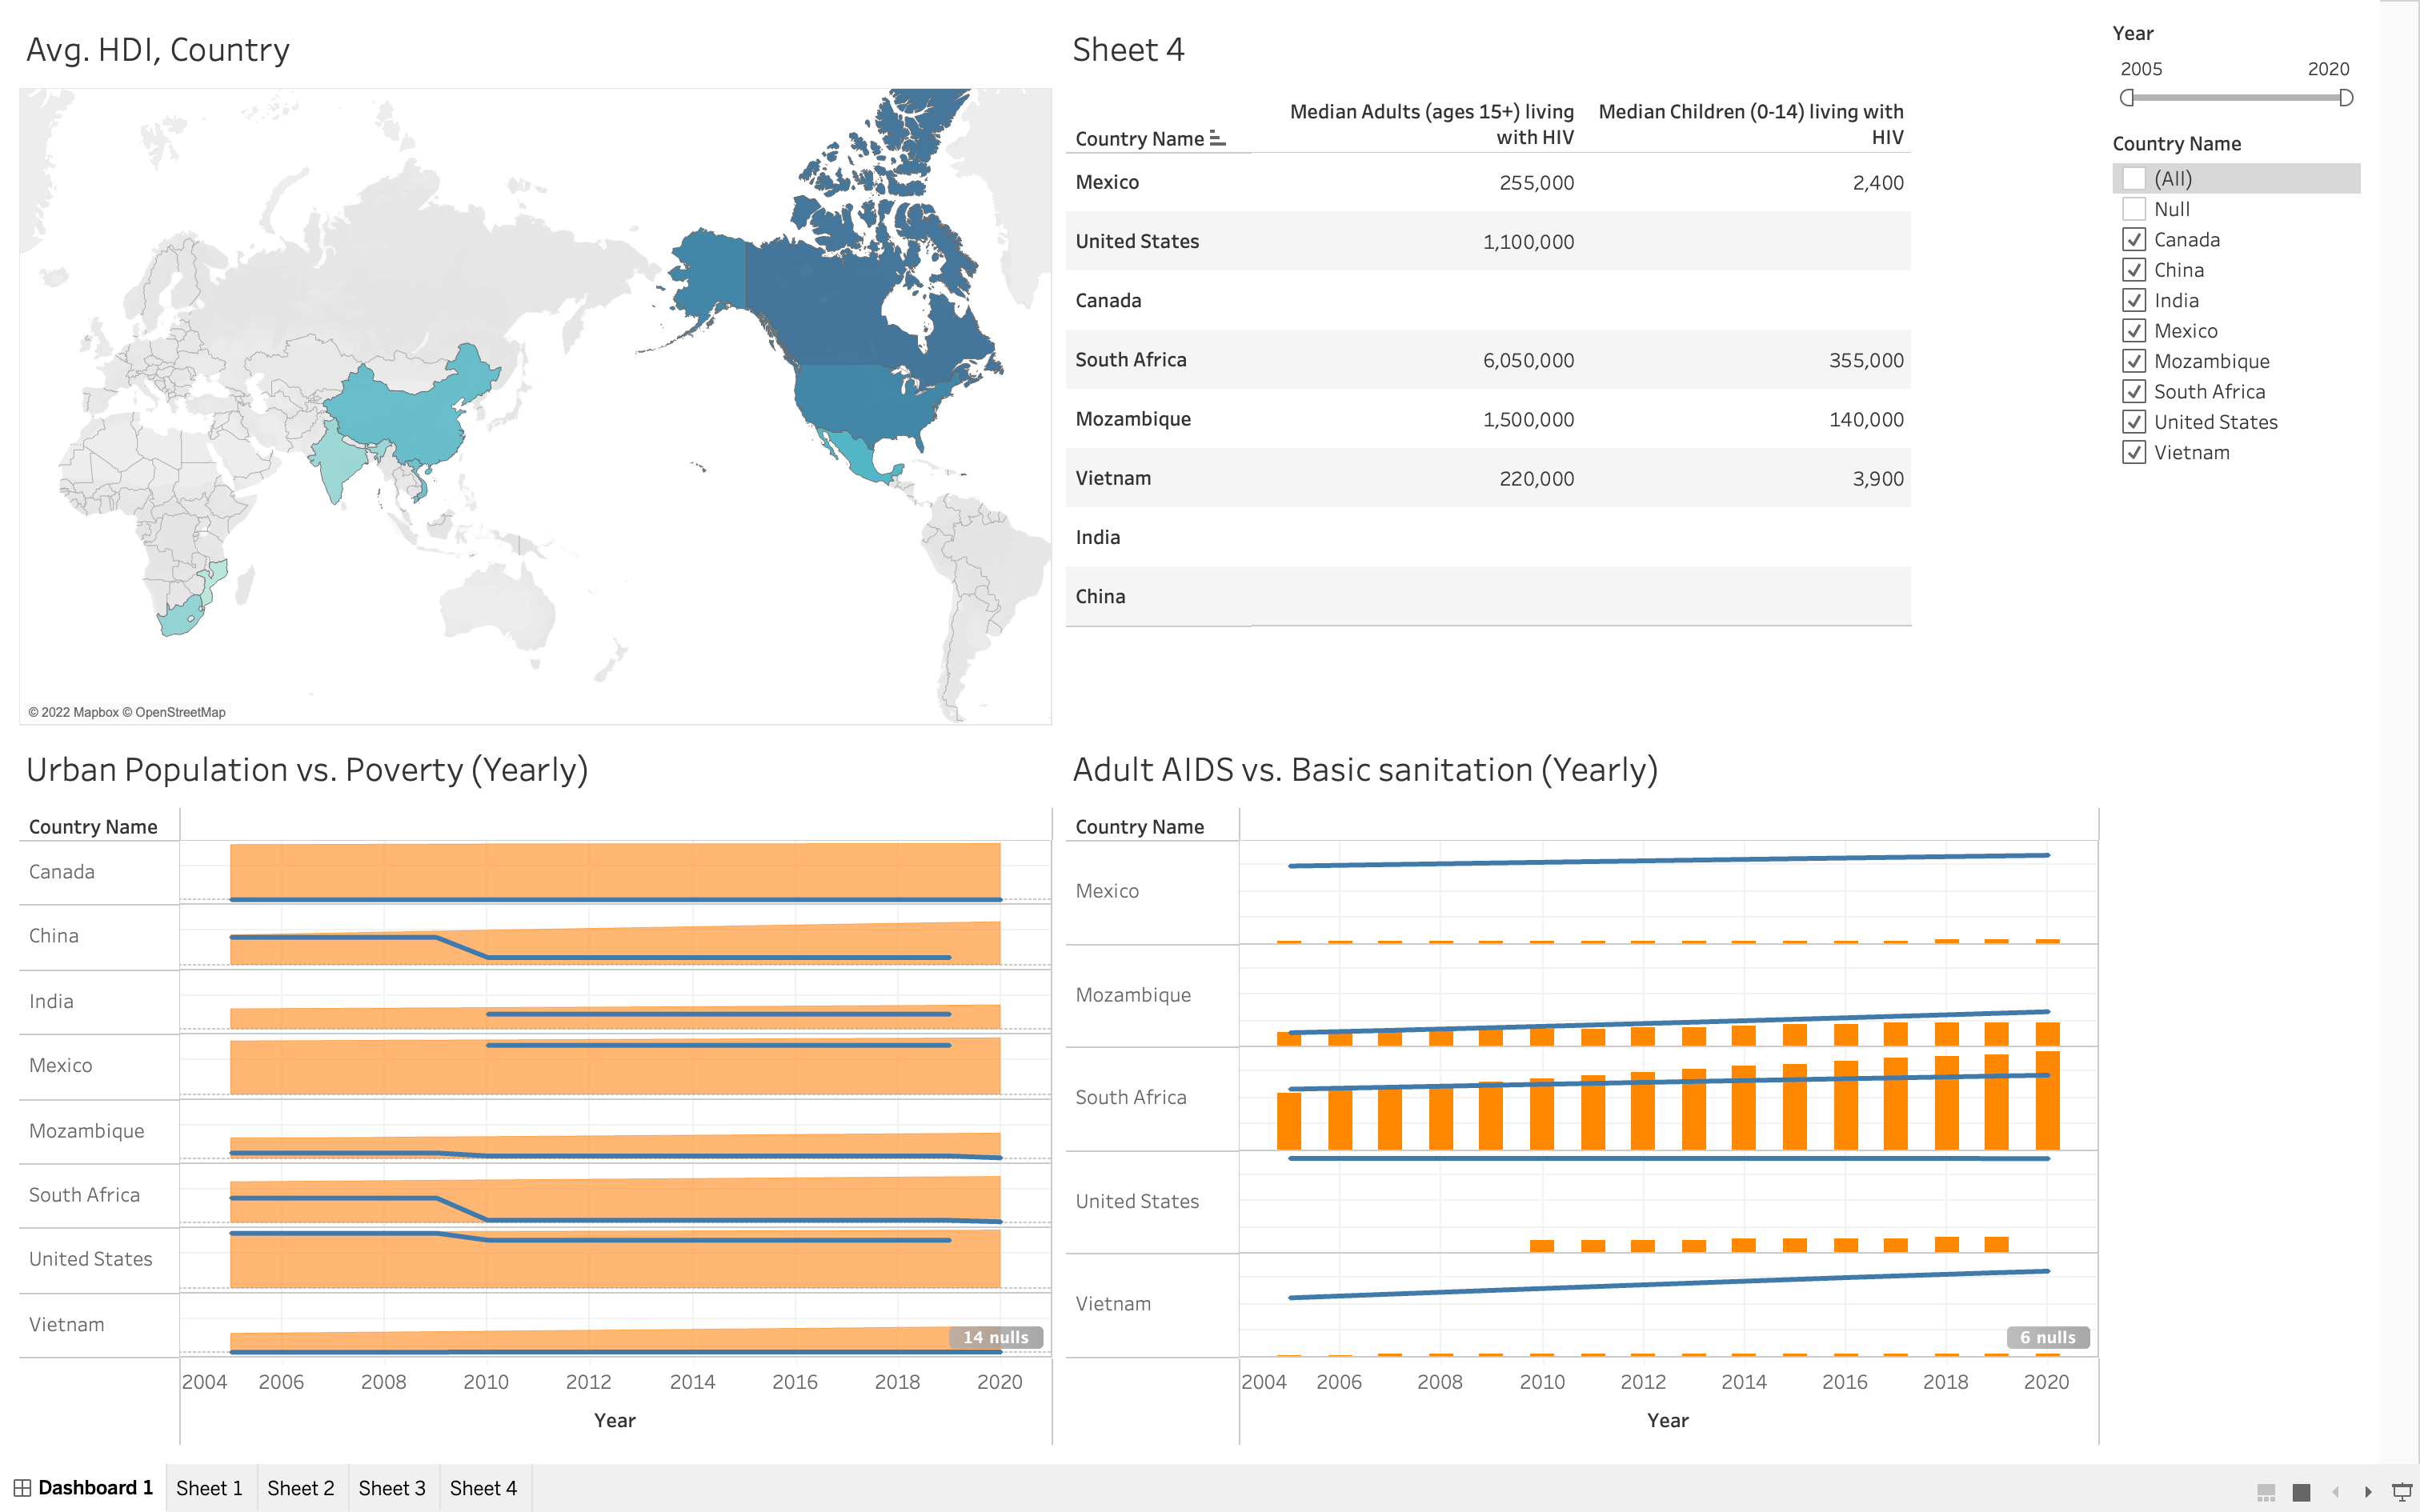 Avg. HDI, Country
© 2022 Mapbox © OpenStreetMap
Sheet 4
Median Adults (ages 15+) living
with HIV
Median Children (0-14) living with
HIV
Country Name
Mexico 255,000 2,400
United States 1,100,000
Canada
South Africa 6,050,000 355,000
Mozambique 1,500,000 140,000
Vietnam 220,000 3,900
India
China
Year
2005 2020
Country Name
(All)
Null
Canada
China
India
Mexico
Mozambique
South Africa
United States
Vietnam
Urban Population vs. Poverty (Yearly)
Country Name
Canada
China
India
Mexico
Mozambique
South Africa
United States
Vietnam
14 nulls
2004 2006 2008 2010 2012 2014 2016 2018 2020
Year
Adult AIDS vs. Basic sanitation (Yearly)
Country Name
Mexico
Mozambique
South Africa
United States
Vietnam
6 nulls
2004 2006 2008 2010 2012 2014 2016 2018 2020
Year
Dashboard 1 Sheet 1 Sheet 2 Sheet 3 Sheet 4